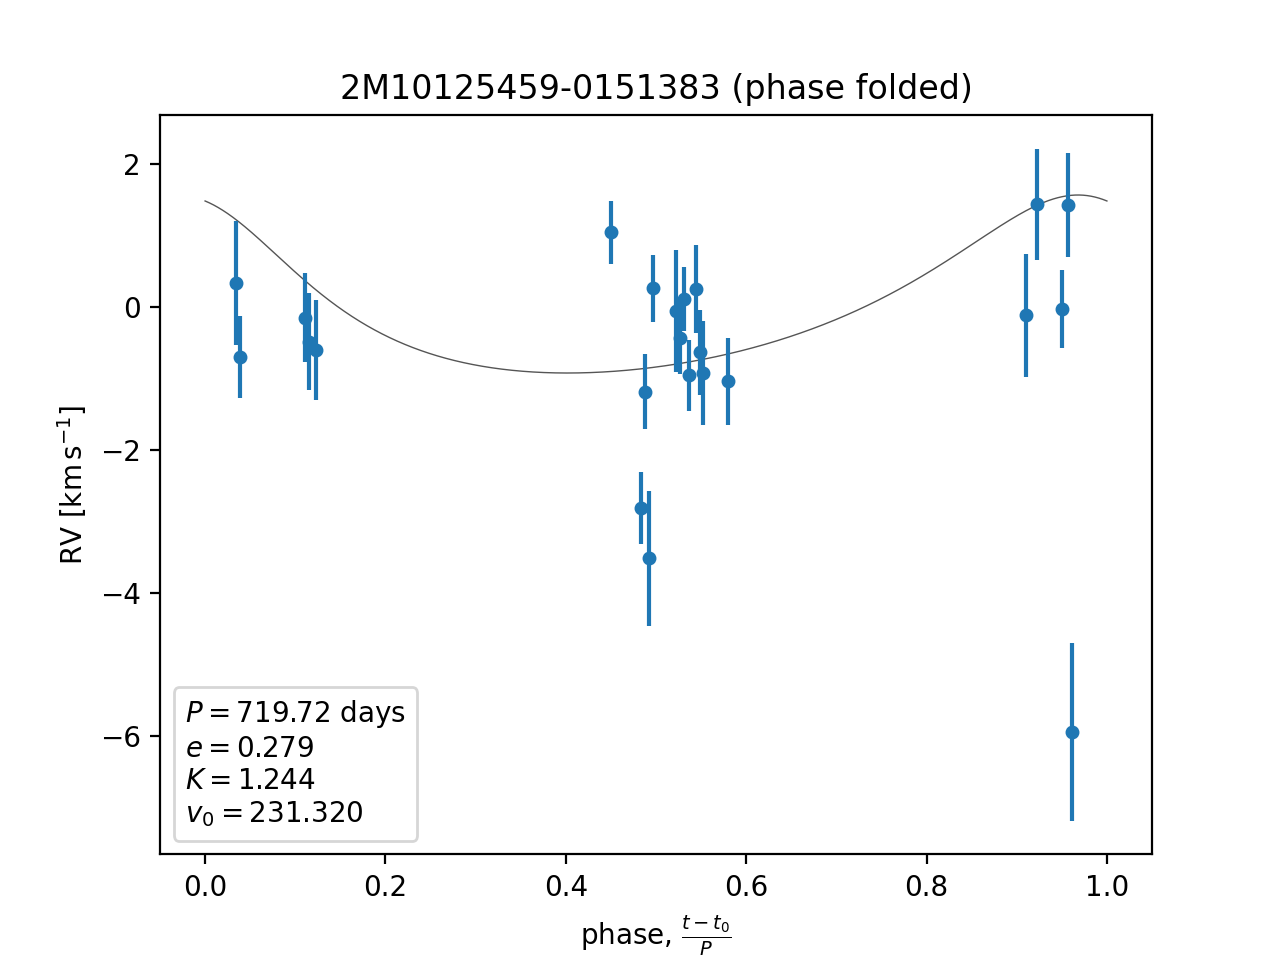 2M10125459-0151383 (phase folded)
RV [km s⁻¹]
2
0
−2
−4
−6
P = 719.72 days
e = 0.279
K = 1.244
v₀ = 231.320
0.0 0.2 0.4 0.6 0.8 1.0
phase, (t − t₀)/P